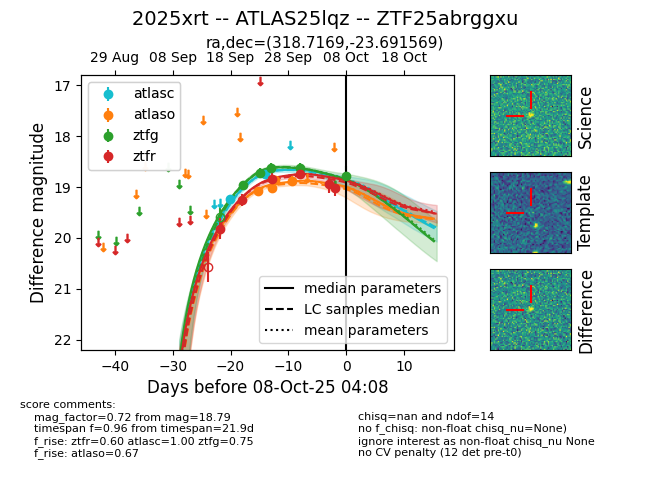 2025xrt -- ATLAS25lqz -- ZTF25abrggxu
ra,dec=(318.7169,-23.691569)
29 Aug 08 Sep 18 Sep 28 Sep 08 Oct 18 Oct
atlasc
atlaso
ztfg
ztfr
17
18
19
20
21
22
Difference magnitude
median parameters
LC samples median
mean parameters
−40 −30 −20 −10 0 10
Days before 08-Oct-25 04:08
Science
Template
Difference
score comments:
mag_factor=0.72 from mag=18.79
timespan f=0.96 from timespan=21.9d
f_rise: ztfr=0.60 atlasc=1.00 ztfg=0.75
f_rise: atlaso=0.67
chisq=nan and ndof=14
no f_chisq: non-float chisq_nu=None)
ignore interest as non-float chisq_nu None
no CV penalty (12 det pre-t0)